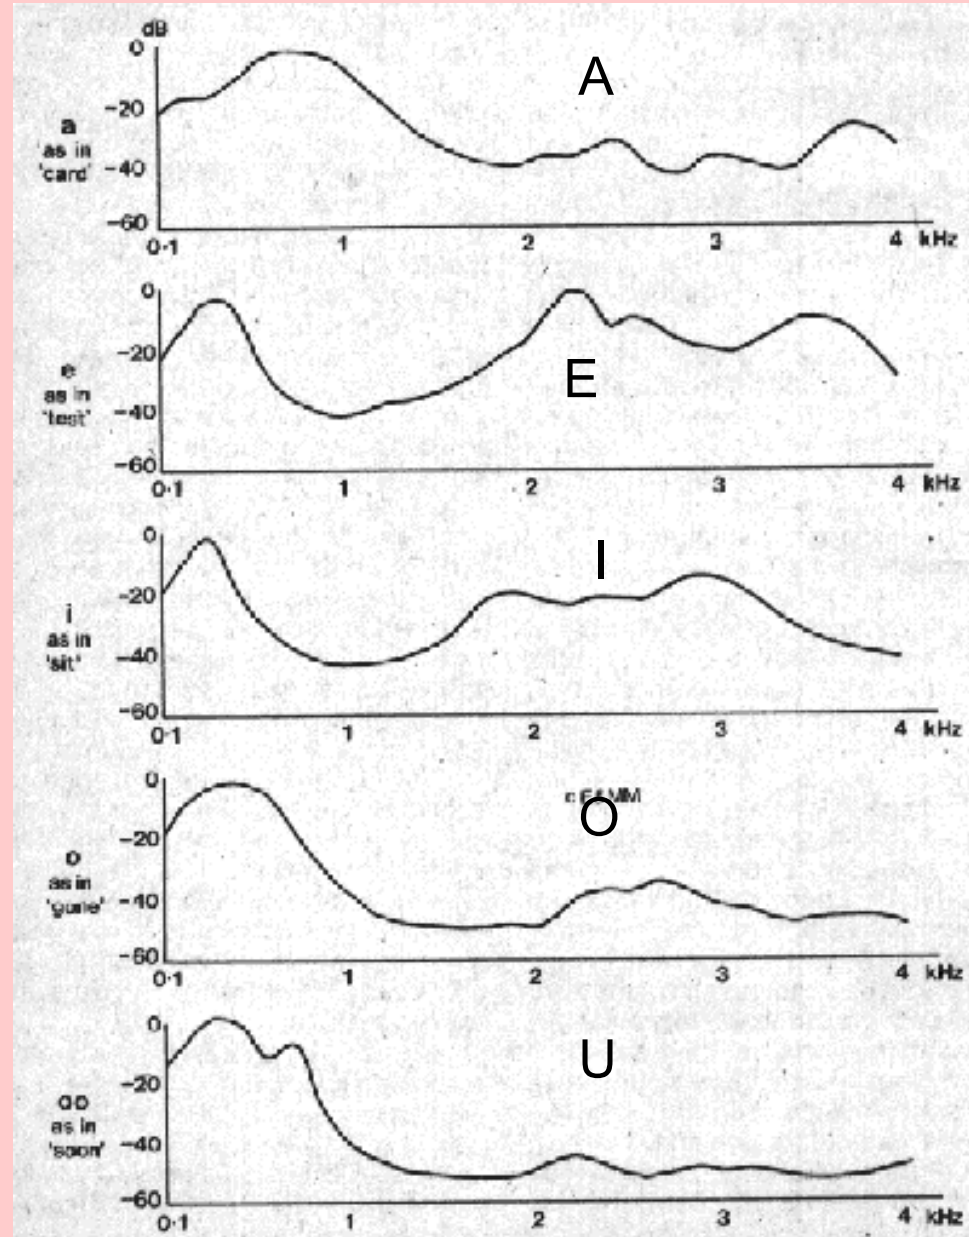 dB
0
−20
−40
−60
a
as in
'card'
A
0·1 1 2 3 4 kHz
0
−20
−40
−60
e
as in
'test'
E
0·1 1 2 3 4 kHz
0
−20
−40
−60
i
as in
'sit'
I
0·1 1 2 3 4 kHz
0
−20
−40
−60
o
as in
'gone'
O
0·1 1 2 3 4 kHz
0
−20
−40
−60
oo
as in
'soon'
U
0·1 1 2 3 4 kHz